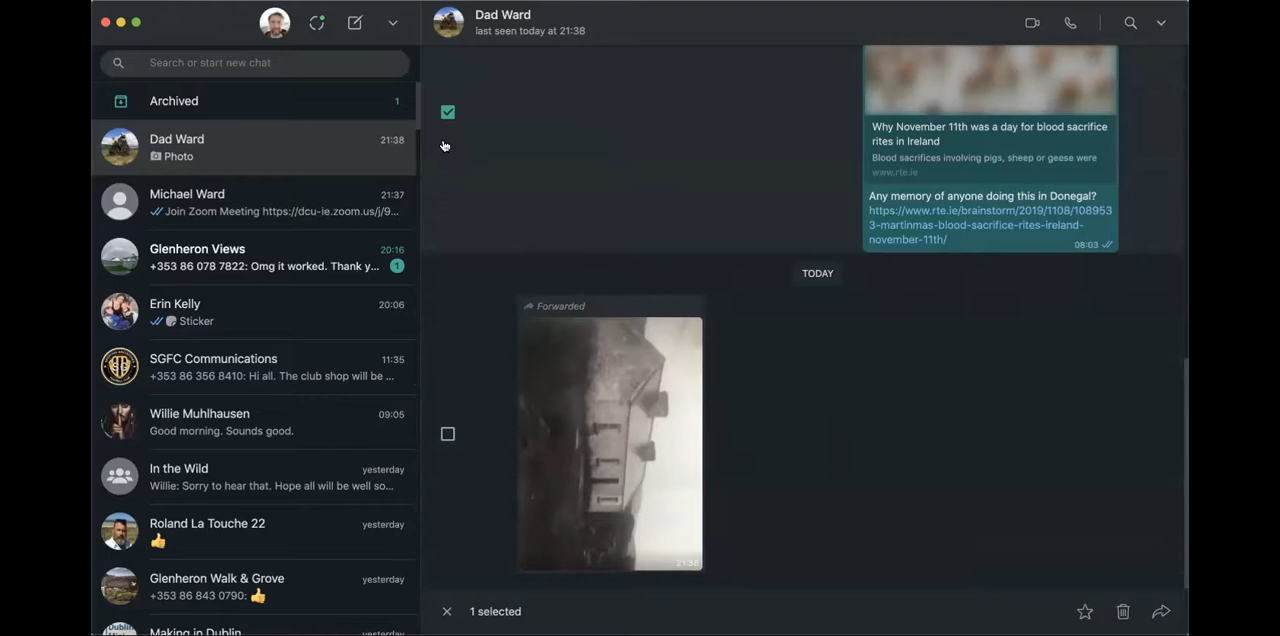 Search or start new chat
Archived
1
Dad Ward
21:38
Photo
Michael Ward
21:37
Join Zoom Meeting https://dcu-ie.zoom.us/j/9...
Glenheron Views
20:16
+353 86 078 7822: Omg it worked. Thank y...
1
Erin Kelly
20:06
Sticker
SGFC Communications
11:35
+353 86 356 8410: Hi all. The club shop will be ...
Willie Muhlhausen
09:05
Good morning. Sounds good.
In the Wild
yesterday
Willie: Sorry to hear that. Hope all will be well so...
Roland La Touche 22
yesterday
Glenheron Walk & Grove
yesterday
+353 86 843 0790:
Making in Dublin
Dad Ward
last seen today at 21:38
Why November 11th was a day for blood sacrifice
rites in Ireland
Blood sacrifices involving pigs, sheep or geese were
www.rte.ie
Any memory of anyone doing this in Donegal?
https://www.rte.ie/brainstorm/2019/1108/108953
3-martinmas-blood-sacrifice-rites-ireland-
november-11th/
08:03
TODAY
Forwarded
21:38
1 selected